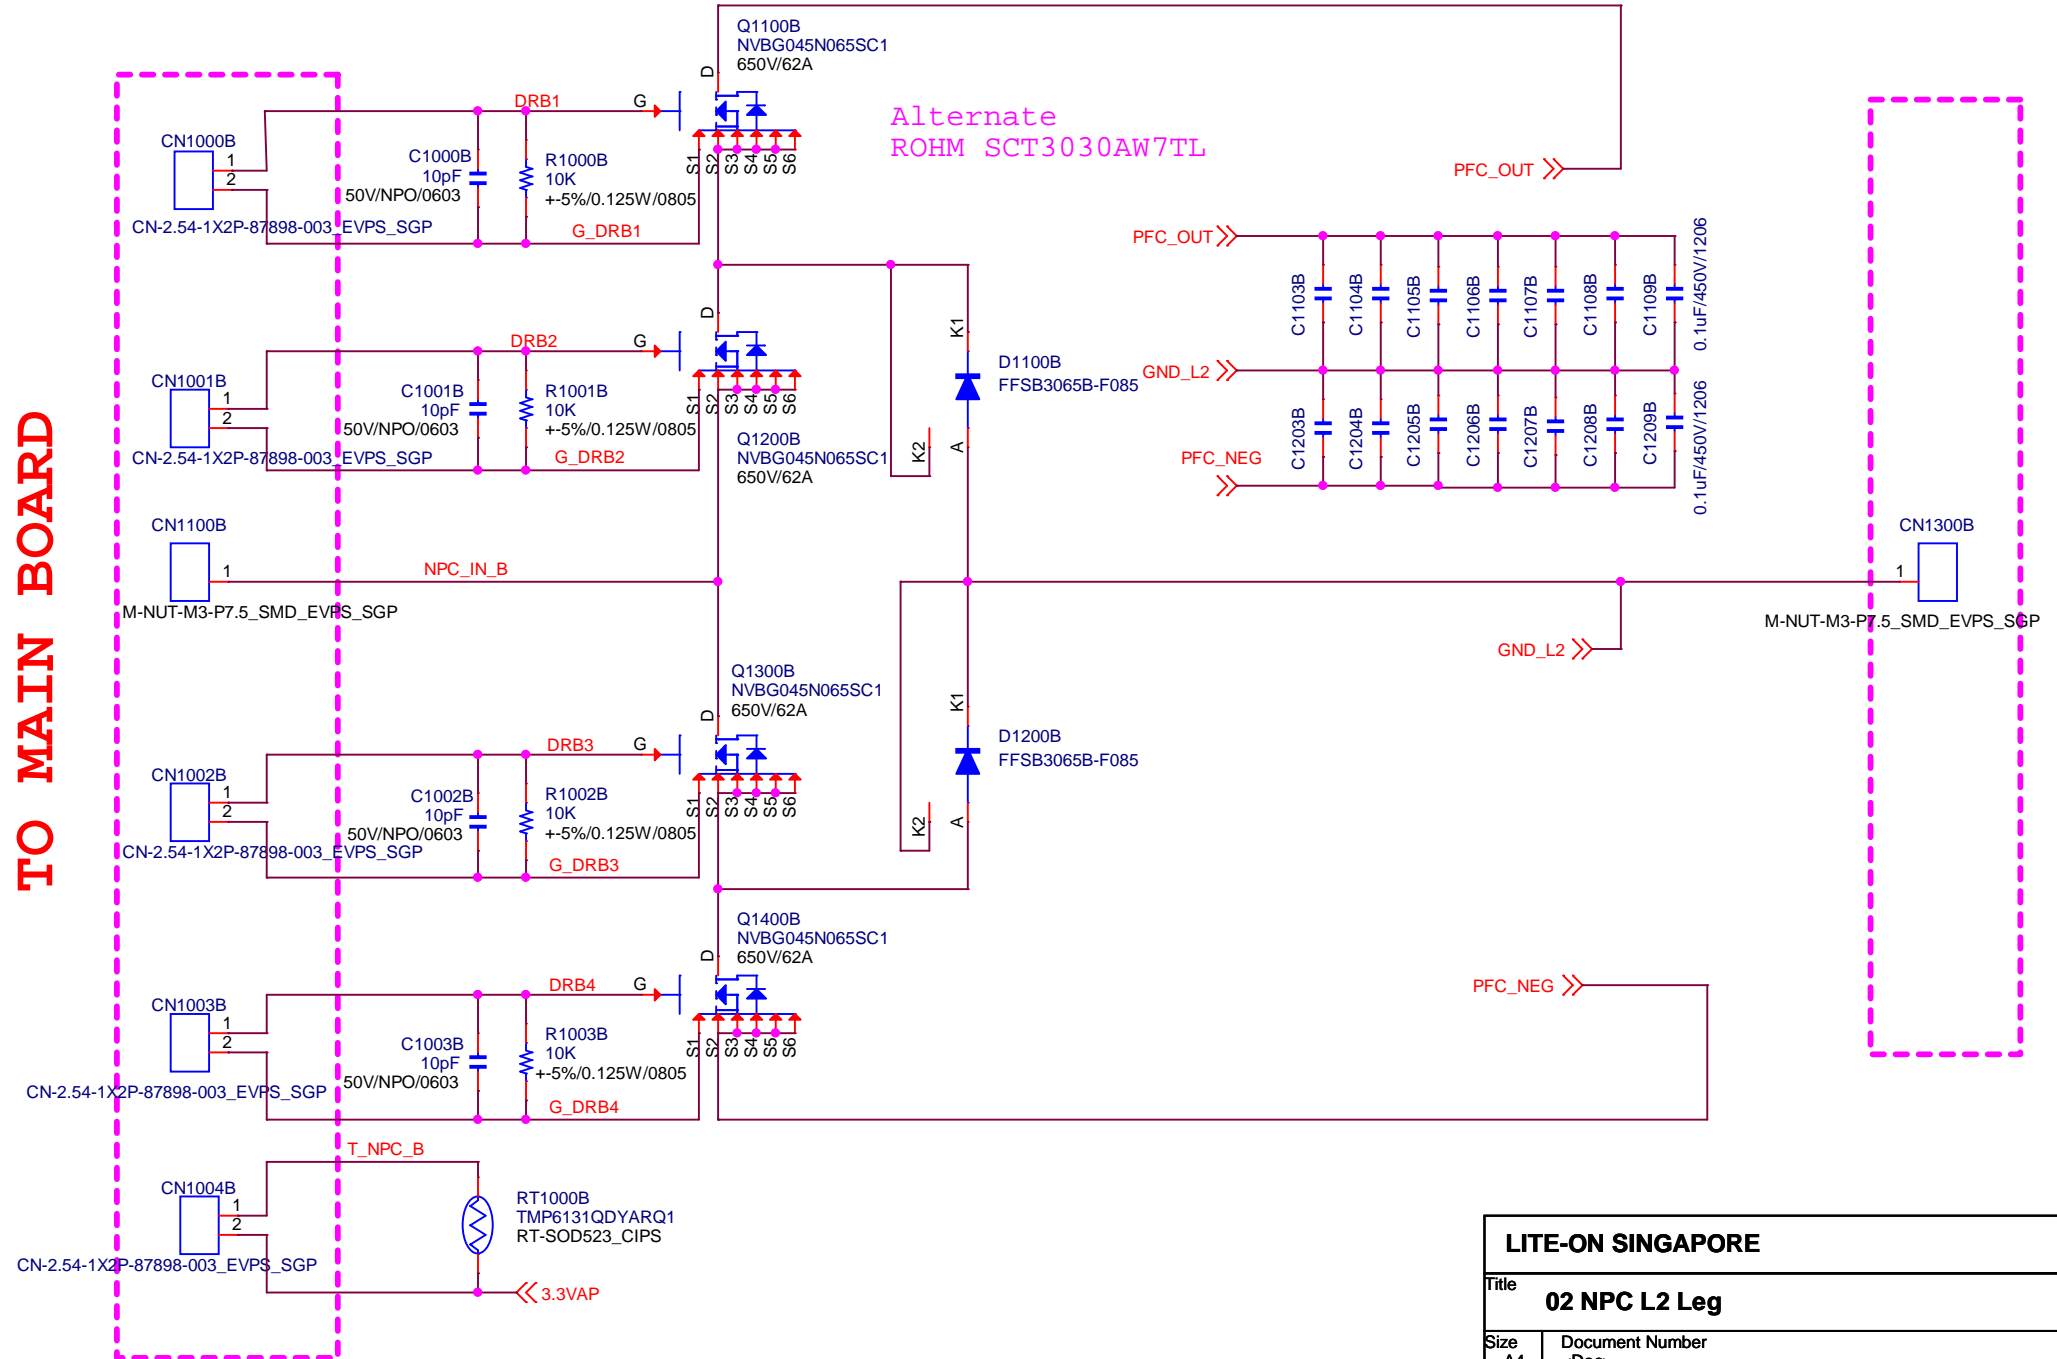 TO MAIN BOARD
Q1100B
NVBG045N065SC1
650V/62A
D
G
DRB1
S1
S2
S3
S4
S5
S6
Alternate
ROHM SCT3030AW7TL
CN1000B
1
2
CN-2.54-1X2P-87898-003_EVPS_SGP
C1000B
10pF
50V/NPO/0603
R1000B
10K
+-5%/0.125W/0805
G_DRB1
PFC_OUT
PFC_OUT
C1103B
C1104B
C1105B
C1106B
C1107B
C1108B
C1109B
0.1uF/450V/1206
GND_L2
C1203B
C1204B
C1205B
C1206B
C1207B
C1208B
C1209B
0.1uF/450V/1206
PFC_NEG
D
G
DRB2
S1
S2
S3
S4
S5
S6
CN1001B
1
2
CN-2.54-1X2P-87898-003_EVPS_SGP
C1001B
10pF
50V/NPO/0603
R1001B
10K
+-5%/0.125W/0805
G_DRB2
Q1200B
NVBG045N065SC1
650V/62A
K1
D1100B
FFSB3065B-F085
K2
A
CN1100B
1
NPC_IN_B
M-NUT-M3-P7.5_SMD_EVPS_SGP
CN1300B
1
M-NUT-M3-P7.5_SMD_EVPS_SGP
GND_L2
Q1300B
NVBG045N065SC1
650V/62A
D
G
DRB3
S1
S2
S3
S4
S5
S6
CN1002B
1
2
CN-2.54-1X2P-87898-003_EVPS_SGP
C1002B
10pF
50V/NPO/0603
R1002B
10K
+-5%/0.125W/0805
G_DRB3
K1
D1200B
FFSB3065B-F085
K2
A
Q1400B
NVBG045N065SC1
650V/62A
D
G
DRB4
S1
S2
S3
S4
S5
S6
CN1003B
1
2
CN-2.54-1X2P-87898-003_EVPS_SGP
C1003B
10pF
50V/NPO/0603
R1003B
10K
+-5%/0.125W/0805
G_DRB4
PFC_NEG
T_NPC_B
CN1004B
1
2
CN-2.54-1X2P-87898-003_EVPS_SGP
RT1000B
TMP6131QDYARQ1
RT-SOD523_CIPS
3.3VAP
LITE-ON SINGAPORE
Title
02 NPC L2 Leg
Size
Document Number